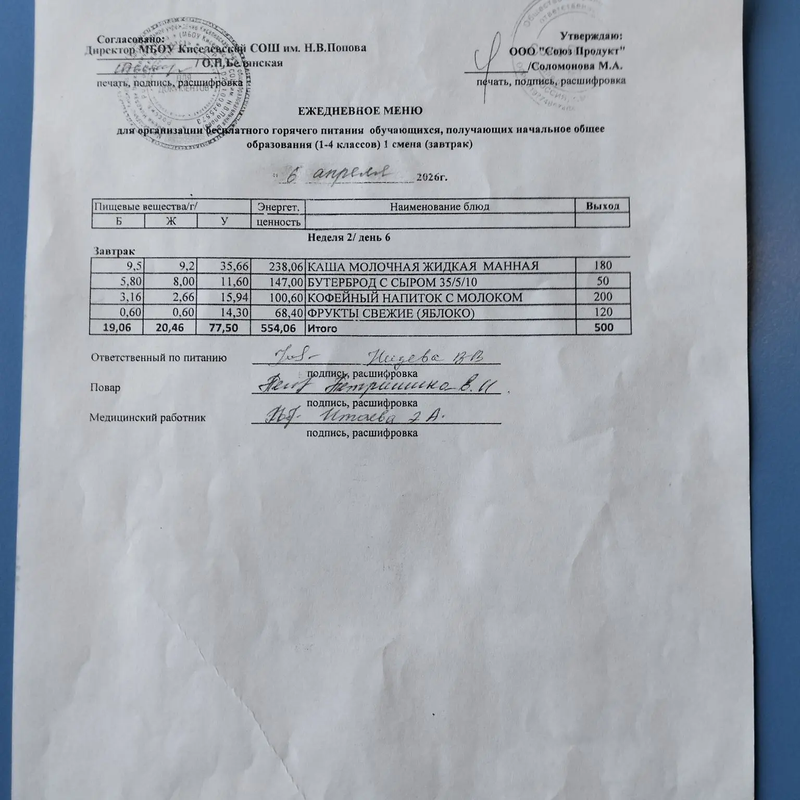 Согласовано:
Директор МБОУ Киселевский СОШ им. Н.В.Попова
/ О.Н.Белинская
печать, подпись, расшифровка
Утверждаю:
ООО "Союз Продукт"
/Соломонова М.А.
печать, подпись, расшифровка
ЕЖЕДНЕВНОЕ МЕНЮ
для организации бесплатного горячего питания обучающихся, получающих начальное общее
образования (1-4 классов) 1 смена (завтрак)
" 6 апреля 2026г.
Пищевые вещества/г/ Энергет. Наименование блюд Выход
Б Ж У ценность
Неделя 2/ день 6
Завтрак
9,5 9,2 35,66 238,06 КАША МОЛОЧНАЯ ЖИДКАЯ МАННАЯ 180
5,80 8,00 11,60 147,00 БУТЕРБРОД С СЫРОМ 35/5/10 50
3,16 2,66 15,94 100,60 КОФЕЙНЫЙ НАПИТОК С МОЛОКОМ 200
0,60 0,60 14,30 68,40 ФРУКТЫ СВЕЖИЕ (ЯБЛОКО) 120
19,06 20,46 77,50 554,06 Итого 500
Ответственный по питанию
подпись, расшифровка
Повар
подпись, расшифровка
Медицинский работник
подпись, расшифровка